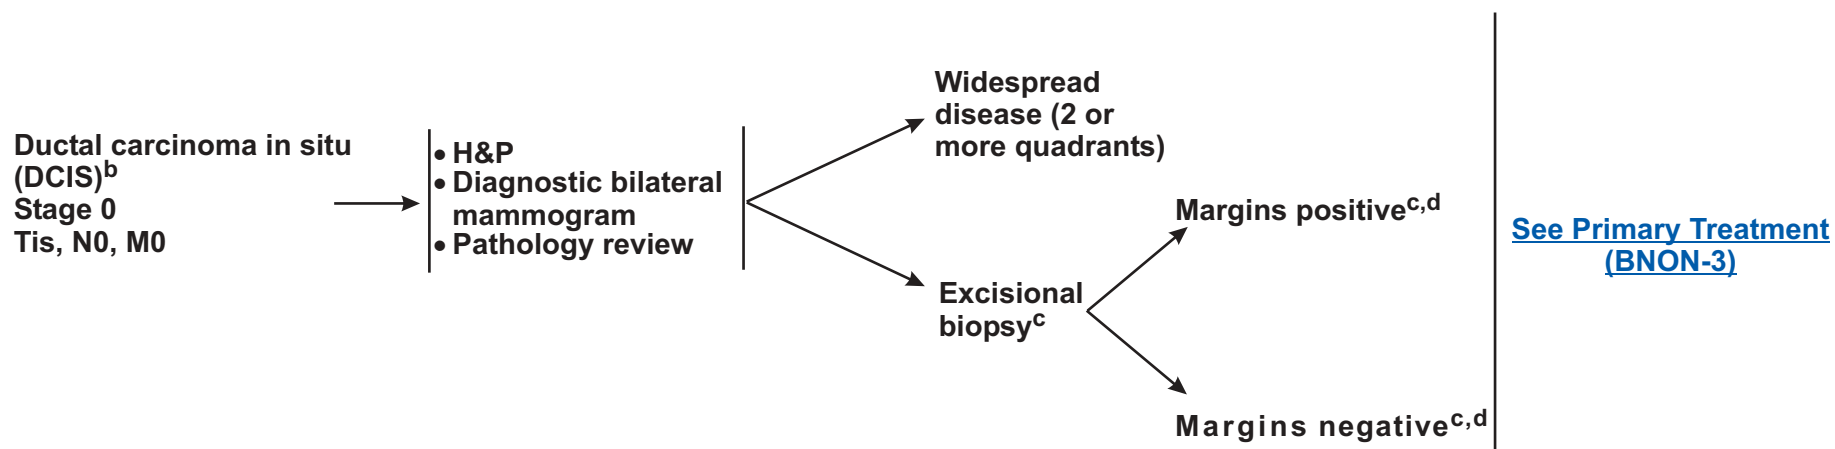 Ductal carcinoma in situ
(DCIS)b
Stage 0
Tis, N0, M0
• H&P
• Diagnostic bilateral
mammogram
• Pathology review
Widespread
disease (2 or
more quadrants)
Excisional
biopsyc
Margins positivec,d
Margins negativec,d
See Primary Treatment
(BNON-3)